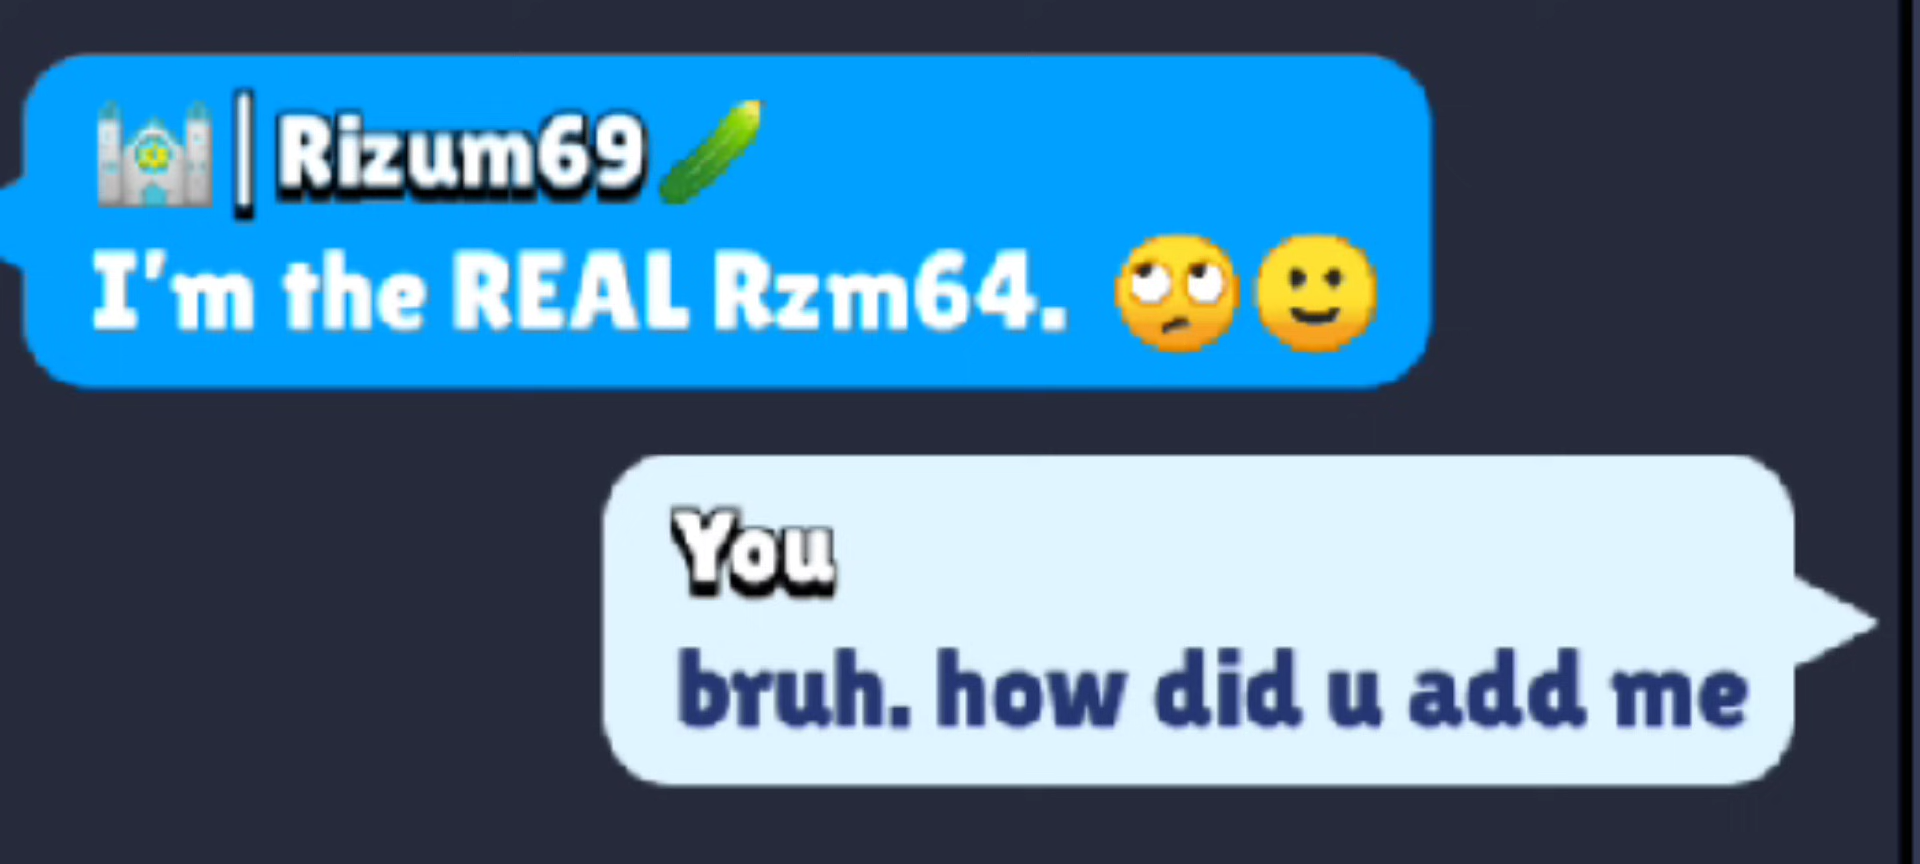 🕍 | Rizum69🥒
I'm the REAL Rzm64. 🙄🙂
You
bruh. how did u add me